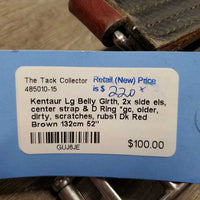 The Tack Collector
485010-15
Retail (New) Price
is $ 220 x
Kentaur Lg Belly Girth, 2x side els,
center strap & D Ring *gc, older,
dirty, scratches, rubs1 Dk Red
Brown 132cm 52"
GUJ6JE
$100.00